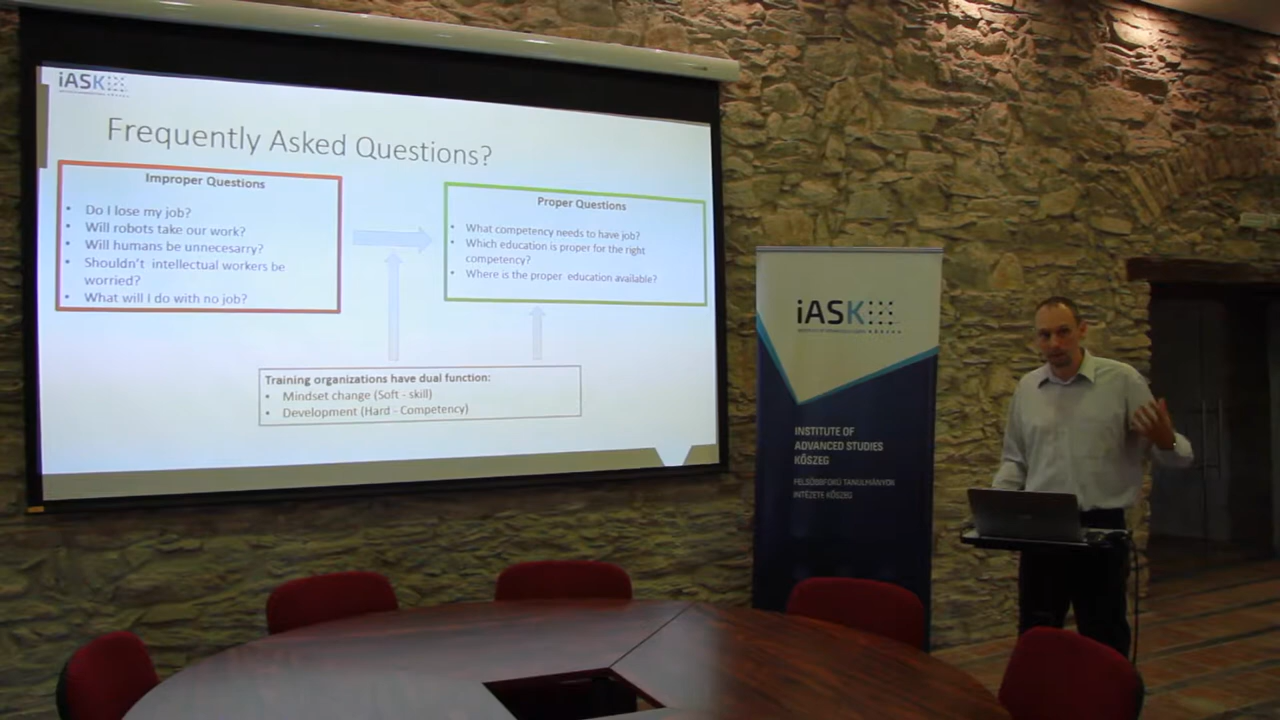 iASK
Frequently Asked Questions?
Improper Questions
• Do I lose my job?
• Will robots take our work?
• Will humans be unnecesarry?
• Shouldn't intellectual workers be
worried?
• What will I do with no job?
Proper Questions
• What competency needs to have job?
• Which education is proper for the right
competency?
• Where is the proper education available?
Training organizations have dual function:
• Mindset change (Soft - skill)
• Development (Hard - Competency)
iASK
INSTITUTE OF
ADVANCED STUDIES
KŐSZEG
FELSŐBBFOKÚ TANULMÁNYOK
INTÉZETE KŐSZEG